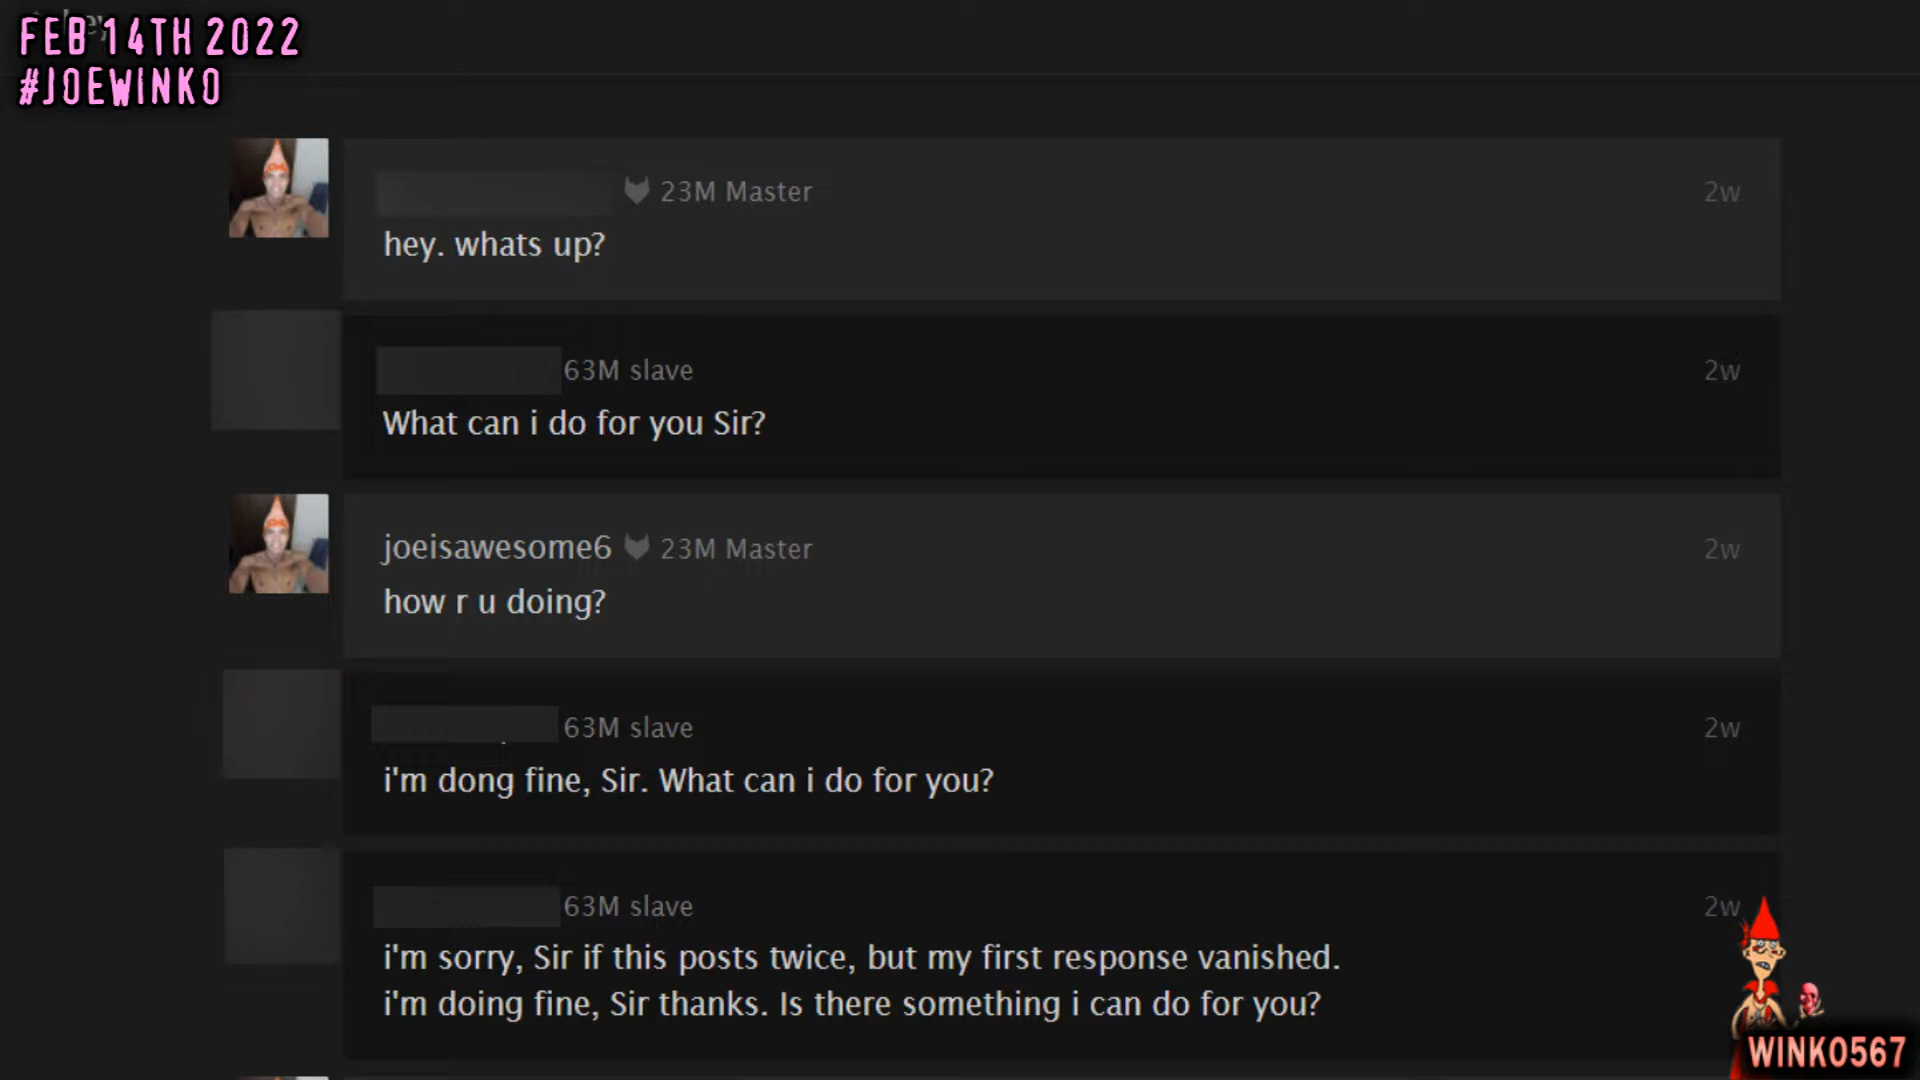 FEB 14TH 2022
#JOEWINKO
23M Master
2w
hey. whats up?
63M slave
2w
What can i do for you Sir?
joeisawesome6 23M Master
2w
how r u doing?
63M slave
2w
i'm dong fine, Sir. What can i do for you?
63M slave
2w
i'm sorry, Sir if this posts twice, but my first response vanished.
i'm doing fine, Sir thanks. Is there something i can do for you?
WINKO567